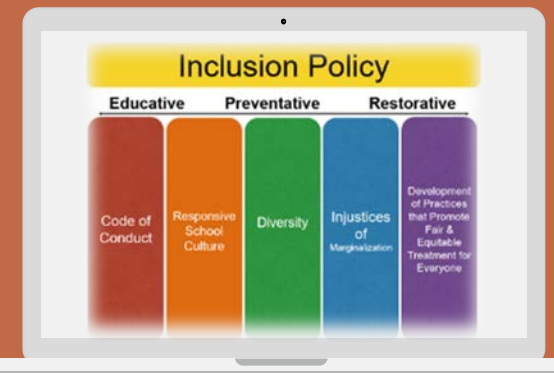 Inclusion Policy
Educative Preventative Restorative
Code of
Conduct
Responsive
School
Culture
Diversity
Injustices
of
Marginalization
Development
of Practices
that Promote
Fair &
Equitable
Treatment for
Everyone